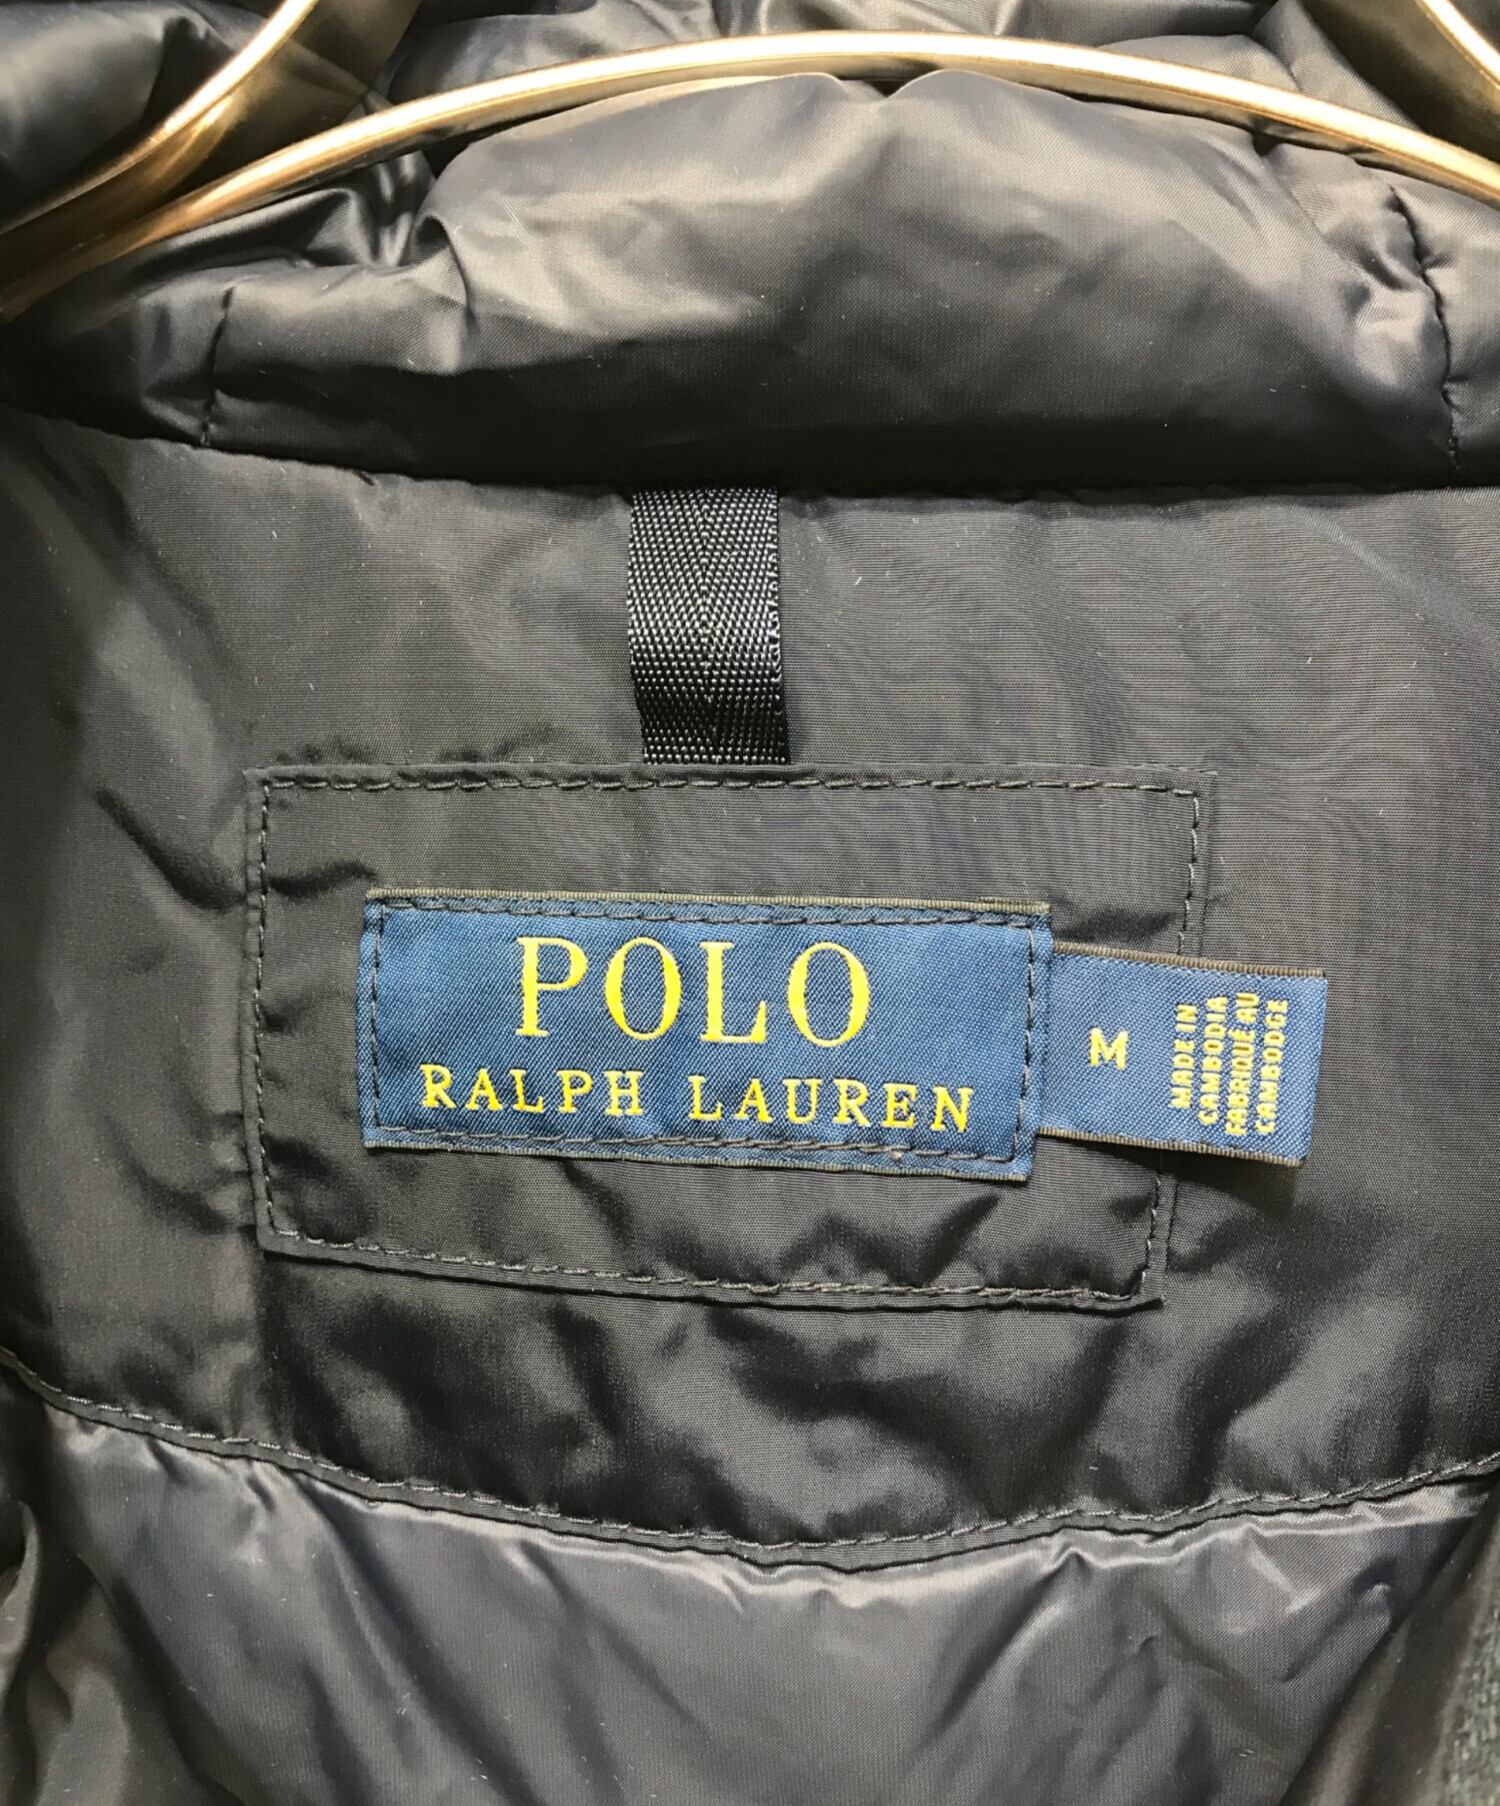 POLO
RALPH LAUREN
M
MADE IN
CAMBODIA
FABRIQUÉ AU
CAMBODGE